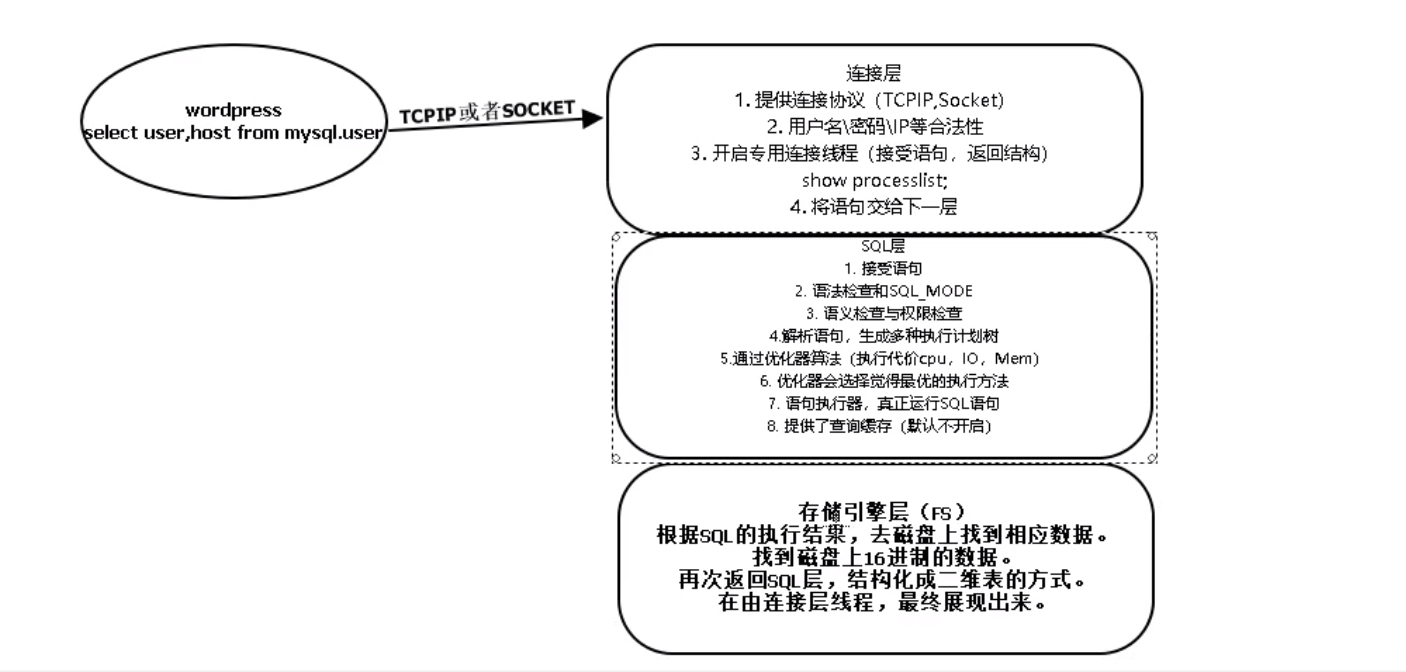 wordpress
select user,host from mysql.user
TCPIP或者SOCKET
连接层
1. 提供连接协议（TCPIP,Socket）
2. 用户名\密码\IP等合法性
3. 开启专用连接线程（接受语句，返回结构）
show processlist;
4. 将语句交给下一层
SQL层
1. 接受语句
2. 语法检查和SQL_MODE
3. 语义检查与权限检查
4.解析语句，生成多种执行计划树
5.通过优化器算法（执行代价cpu，IO，Mem）
6. 优化器会选择觉得最优的执行方法
7. 语句执行器，真正运行SQL语句
8. 提供了查询缓存（默认不开启）
存储引擎层（FS）
根据SQL的执行结果，去磁盘上找到相应数据。
找到磁盘上16进制的数据。
再次返回SQL层，结构化成二维表的方式。
在由连接层线程，最终展现出来。